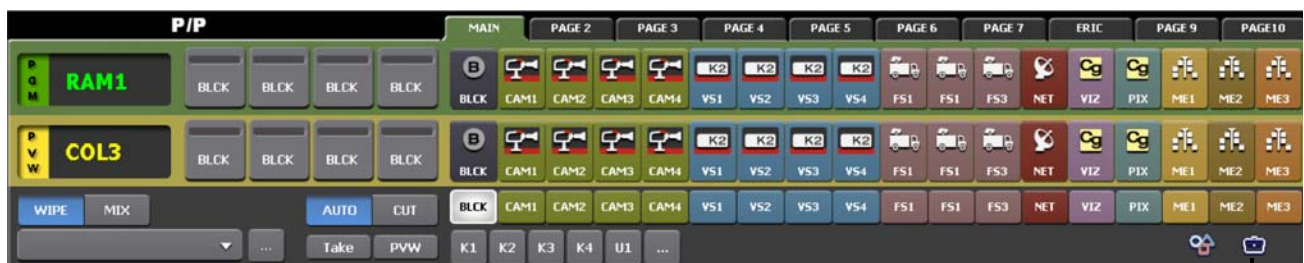 P/P MAIN PAGE 2 PAGE 3 PAGE 4 PAGE 5 PAGE 6 PAGE 7 ERIC PAGE 9 PAGE10
PGM RAM1 BLCK BLCK BLCK BLCK B K2 K2 K2 K2 Cg Cg
BLCK CAM1 CAM2 CAM3 CAM4 VS1 VS2 VS3 VS4 FS1 FS1 FS3 NET VIZ PIX ME1 ME2 ME3
PVW COL3 BLCK BLCK BLCK BLCK B K2 K2 K2 K2 Cg Cg
BLCK CAM1 CAM2 CAM3 CAM4 VS1 VS2 VS3 VS4 FS1 FS1 FS3 NET VIZ PIX ME1 ME2 ME3
WIPE MIX AUTO CUT BLCK CAM1 CAM2 CAM3 CAM4 VS1 VS2 VS3 VS4 FS1 FS1 FS3 NET VIZ PIX ME1 ME2 ME3
... Take PVW K1 K2 K3 K4 U1 ...